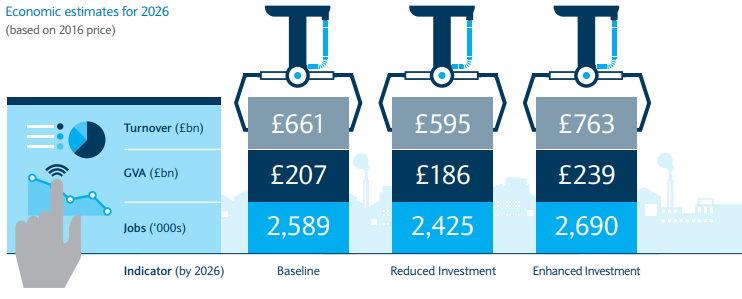 Economic estimates for 2026
(based on 2016 price)
Turnover (£bn) £661 £595 £763
GVA (£bn) £207 £186 £239
Jobs ('000s) 2,589 2,425 2,690
Indicator (by 2026) Baseline Reduced Investment Enhanced Investment